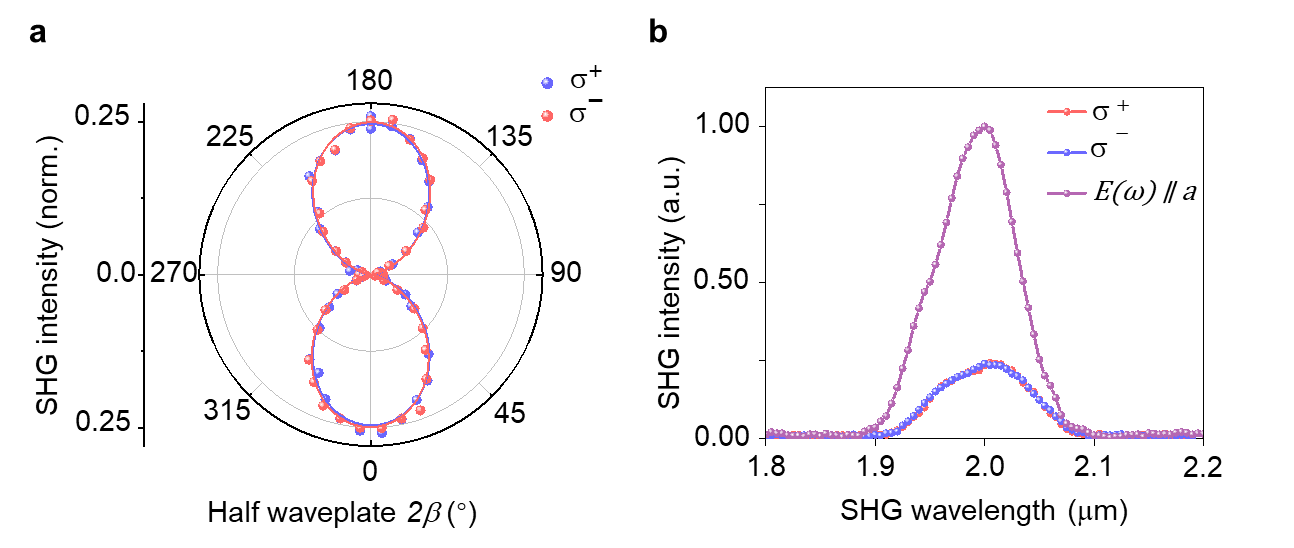 a
180
225
135
270
90
315
45
0
0.25
0.0
0.25
SHG intensity (norm.)
Half waveplate 2β (°)
σ+
σ−
b
1.00
0.50
0.00
1.8
1.9
2.0
2.1
2.2
SHG intensity (a.u.)
SHG wavelength (μm)
σ+
σ−
E(ω) // a